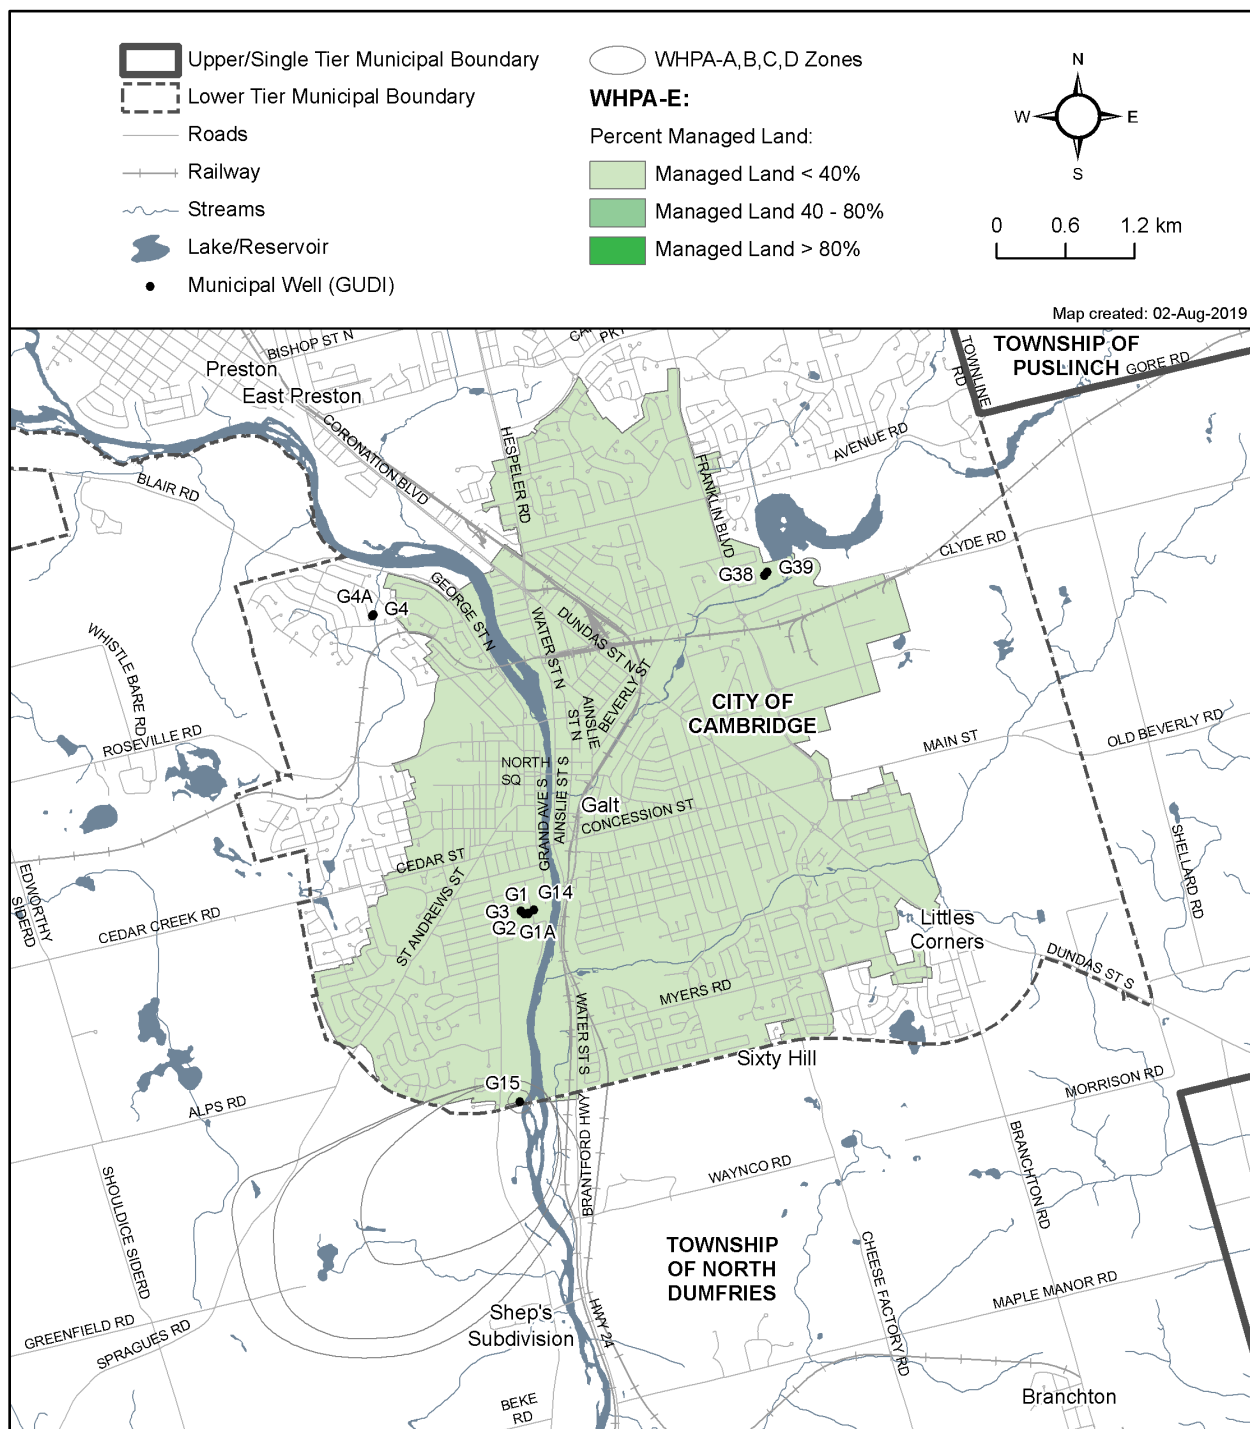 Upper/Single Tier Municipal Boundary
Lower Tier Municipal Boundary
Roads
Railway
Streams
Lake/Reservoir
Municipal Well (GUDI)
WHPA-A,B,C,D Zones
WHPA-E:
Percent Managed Land:
Managed Land < 40%
Managed Land 40 - 80%
Managed Land > 80%
N
W
E
S
0 0.6 1.2 km
Map created: 02-Aug-2019
BISHOP ST N
PKY
TOWNSHIP OF
PUSLINCH
GORE RD
TOWNLINE
RD
Preston
East Preston
CORONATION BLVD
HESPELER RD
FRANKLIN BLVD
AVENUE RD
BLAIR RD
CLYDE RD
G38
G39
G4A
G4
GEORGE ST N
WATER ST N
DUNDAS ST N
WHISTLE BARE RD
BEVERLY ST
AINSLIE
ST N
CITY OF
CAMBRIDGE
ROSEVILLE RD
MAIN ST
OLD BEVERLY RD
NORTH
SQ
GRAND AVE S
AINSLIE ST S
Galt
CONCESSION ST
SHELLARD RD
CEDAR ST
EDWORTHY
SIDERD
CEDAR CREEK RD
ST ANDREWS ST
G1
G14
G3
G2
G1A
Littles
Corners
DUNDAS ST S
MYERS RD
WATER ST S
Sixty Hill
G15
MORRISON RD
ALPS RD
BRANTFORD HWY
BRANCHTON RD
WAYNCO RD
SHOULDICE SIDERD
TOWNSHIP
OF NORTH
DUMFRIES
CHEESE FACTORY RD
MAPLE MANOR RD
GREENFIELD RD
SPRAGUES RD
Shep's
Subdivision
HWY 24
BEKE
RD
Branchton